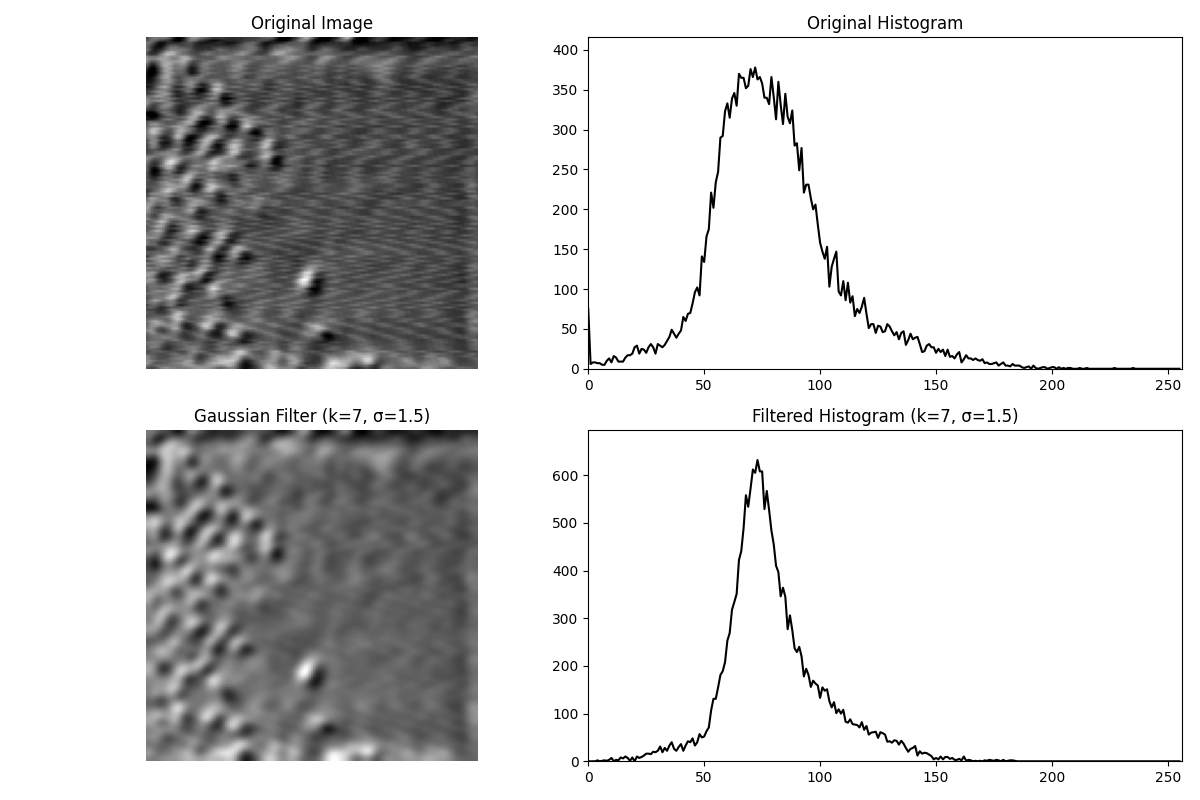 Original Image
Original Histogram
400
350
300
250
200
150
100
50
0
0 50 100 150 200 250
Gaussian Filter (k=7, σ=1.5)
Filtered Histogram (k=7, σ=1.5)
600
500
400
300
200
100
0
0 50 100 150 200 250